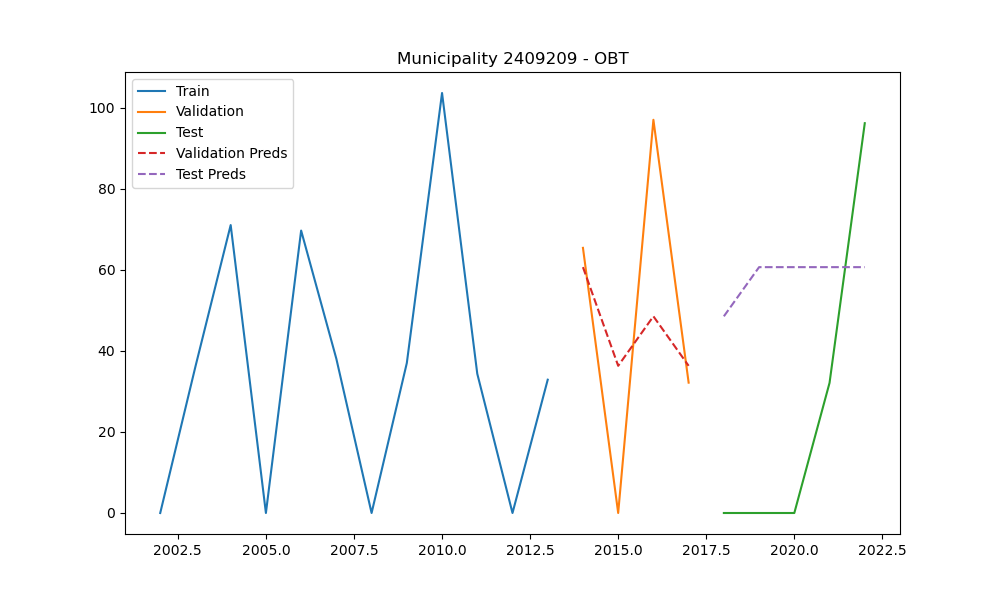 Municipality 2409209 - OBT
Train
Validation
Test
Validation Preds
Test Preds
100
80
60
40
20
0
2002.5 2005.0 2007.5 2010.0 2012.5 2015.0 2017.5 2020.0 2022.5